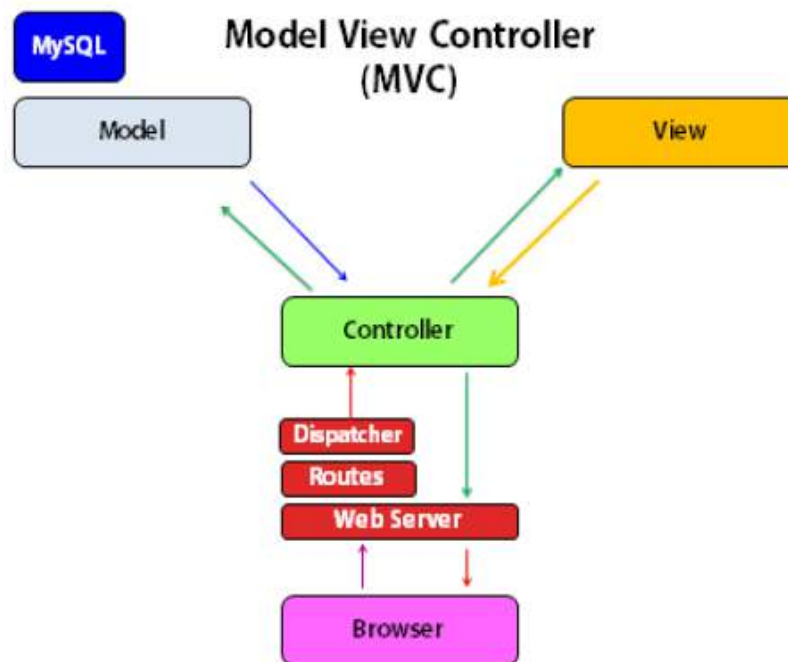 MySQL
Model View Controller
(MVC)
Model
View
Controller
Dispatcher
Routes
Web Server
Browser